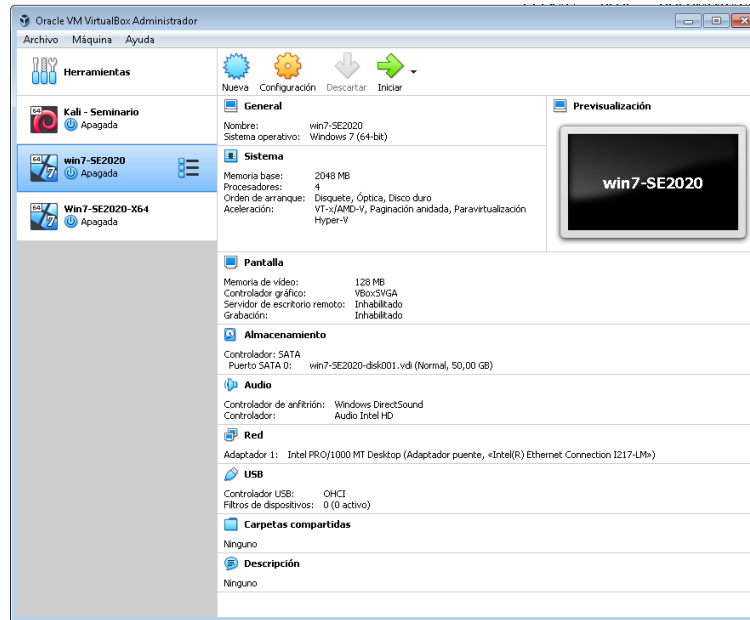 Oracle VM VirtualBox Administrador
Archivo Máquina Ayuda
Herramientas
Nueva Configuración Descartar Iniciar
64
Kali - Seminario
Apagada
64
win7-SE2020
Apagada
64
Win7-SE2020-X64
Apagada
General
Nombre: win7-SE2020
Sistema operativo: Windows 7 (64-bit)
Sistema
Memoria base: 2048 MB
Procesadores: 4
Orden de arranque: Disquete, Óptica, Disco duro
Aceleración: VT-x/AMD-V, Paginación anidada, Paravirtualización
Hyper-V
Previsualización
win7-SE2020
Pantalla
Memoria de vídeo: 128 MB
Controlador gráfico: VBoxSVGA
Servidor de escritorio remoto: Inhabilitado
Grabación: Inhabilitado
Almacenamiento
Controlador: SATA
Puerto SATA 0: win7-SE2020-disk001.vdi (Normal, 50,00 GB)
Audio
Controlador de anfitrión: Windows DirectSound
Controlador: Audio Intel HD
Red
Adaptador 1: Intel PRO/1000 MT Desktop (Adaptador puente, «Intel(R) Ethernet Connection I217-LM»)
USB
Controlador USB: OHCI
Filtros de dispositivos: 0 (0 activo)
Carpetas compartidas
Ninguno
Descripción
Ninguno